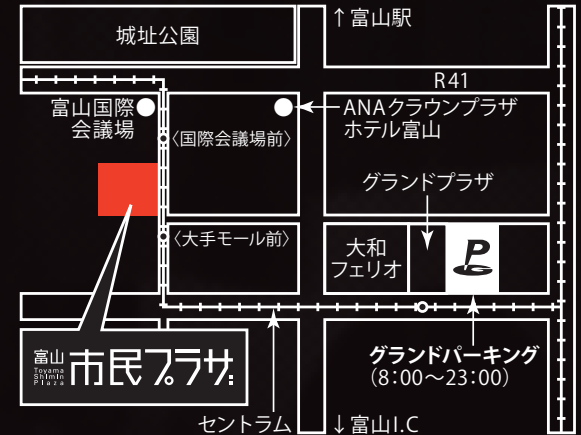 ↑富山駅
城址公園
R41
富山国際
会議場
ANAクラウンプラザ
ホテル富山
〈国際会議場前〉
グランドプラザ
〈大手モール前〉
大和
フェリオ
P
富山
Toyama
Shimin
Plaza
市民プラザ
グランドパーキング
(8:00〜23:00)
セントラム
↓富山I.C